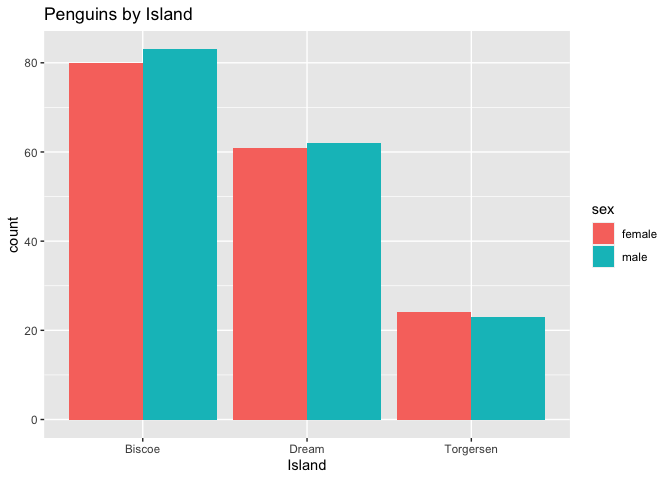 Penguins by Island
80
60
40
20
0
count
Biscoe
Dream
Torgersen
Island
sex
female
male